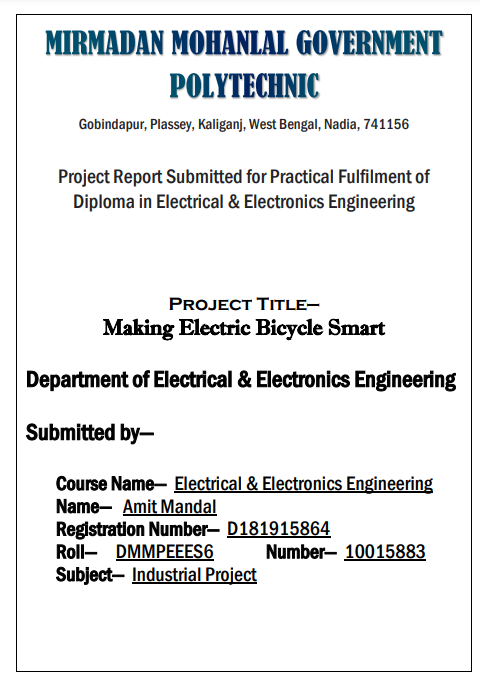 MIRMADAN MOHANLAL GOVERNMENT
POLYTECHNIC
Gobindapur, Plassey, Kaliganj, West Bengal, Nadia, 741156
Project Report Submitted for Practical Fulfilment of
Diploma in Electrical & Electronics Engineering
PROJECT TITLE—
Making Electric Bicycle Smart
Department of Electrical & Electronics Engineering
Submitted by—
Course Name— Electrical & Electronics Engineering
Name— Amit Mandal
Registration Number— D181915864
Roll— DMMPEEES6 Number— 10015883
Subject— Industrial Project